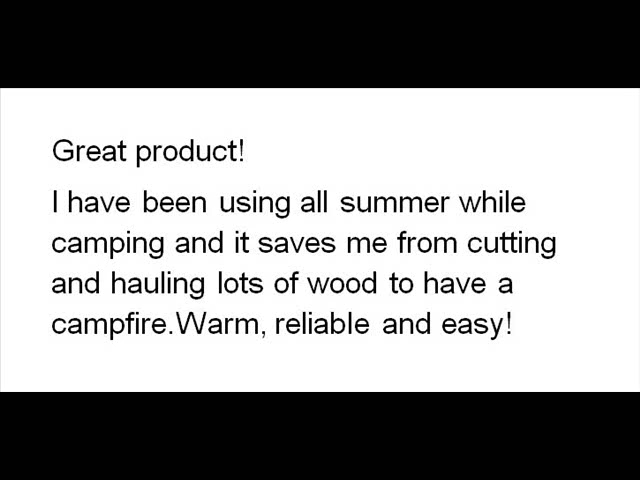 Great product!
I have been using all summer while
camping and it saves me from cutting
and hauling lots of wood to have a
campfire.Warm, reliable and easy!